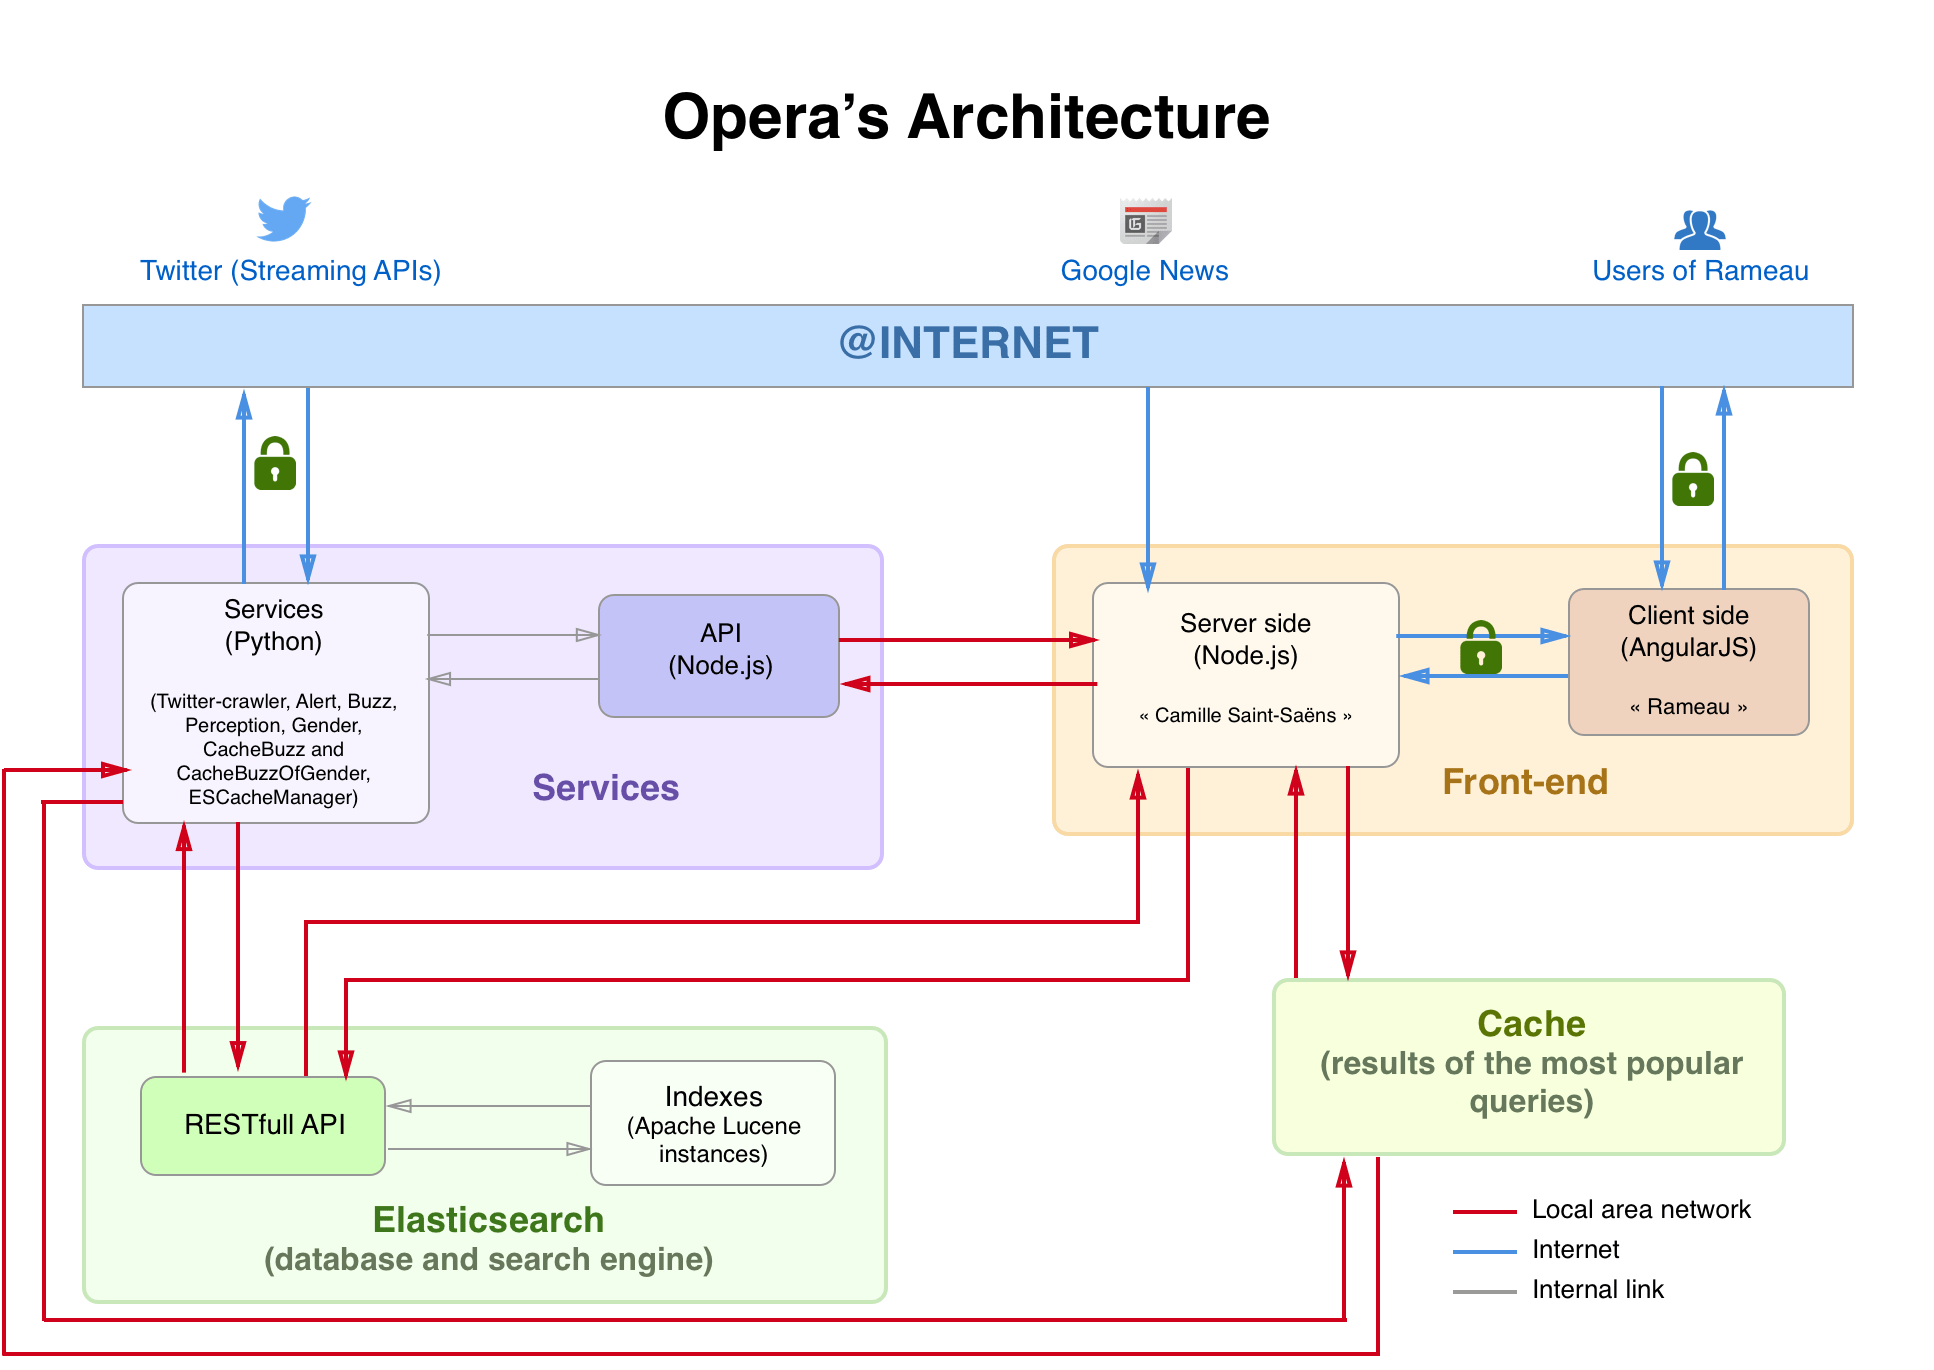 Opera’s Architecture
Twitter (Streaming APIs)
Google News
Users of Rameau
@INTERNET
Services
(Python)
(Twitter-crawler, Alert, Buzz,
Perception, Gender,
CacheBuzz and
CacheBuzzOfGender,
ESCacheManager)
API
(Node.js)
Services
Server side
(Node.js)
« Camille Saint-Saëns »
Client side
(AngularJS)
« Rameau »
Front-end
RESTfull API
Indexes
(Apache Lucene
instances)
Elasticsearch
(database and search engine)
Cache
(results of the most popular
queries)
Local area network
Internet
Internal link